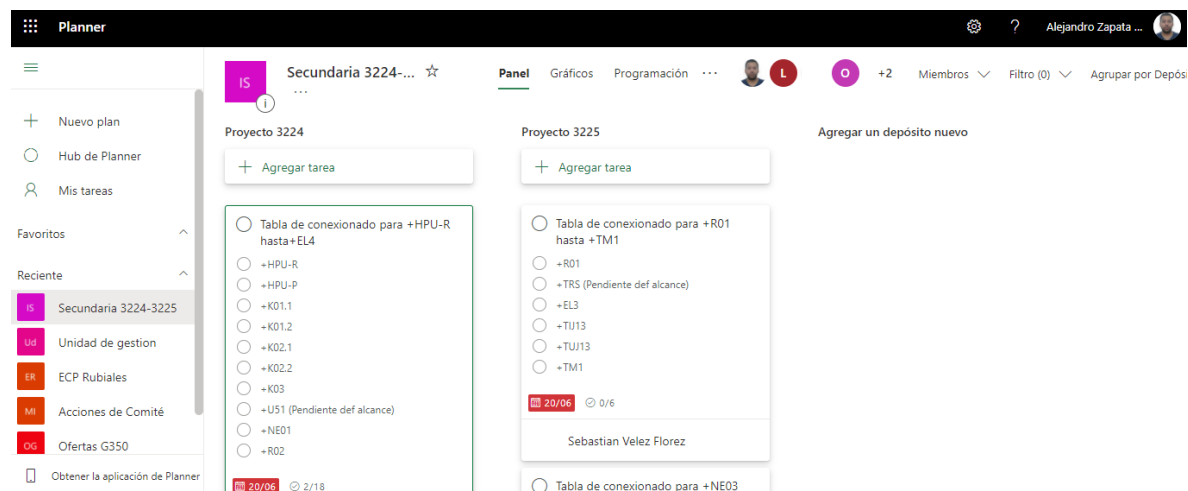 Planner
?
Alejandro Zapata ...
IS
Secundaria 3224-...
...
Panel Gráficos Programación ...
L
O
+2
Miembros
Filtro (0)
Agrupar por Depósi
Nuevo plan
Hub de Planner
Mis tareas
Favoritos
Reciente
IS Secundaria 3224-3225
Ud Unidad de gestion
ER ECP Rubiales
MI Acciones de Comité
OG Ofertas G350
Obtener la aplicación de Planner
Proyecto 3224
+ Agregar tarea
Tabla de conexionado para +HPU-R
hasta+EL4
+HPU-R
+HPU-P
+K01.1
+K01.2
+K02.1
+K02.2
+K03
+U51 (Pendiente def alcance)
+NE01
+R02
20/06 2/18
Proyecto 3225
+ Agregar tarea
Tabla de conexionado para +R01
hasta +TM1
+R01
+TRS (Pendiente def alcance)
+EL3
+TIJ13
+TUJ13
+TM1
20/06 0/6
Sebastian Velez Florez
Tabla de conexionado para +NE03
Agregar un depósito nuevo